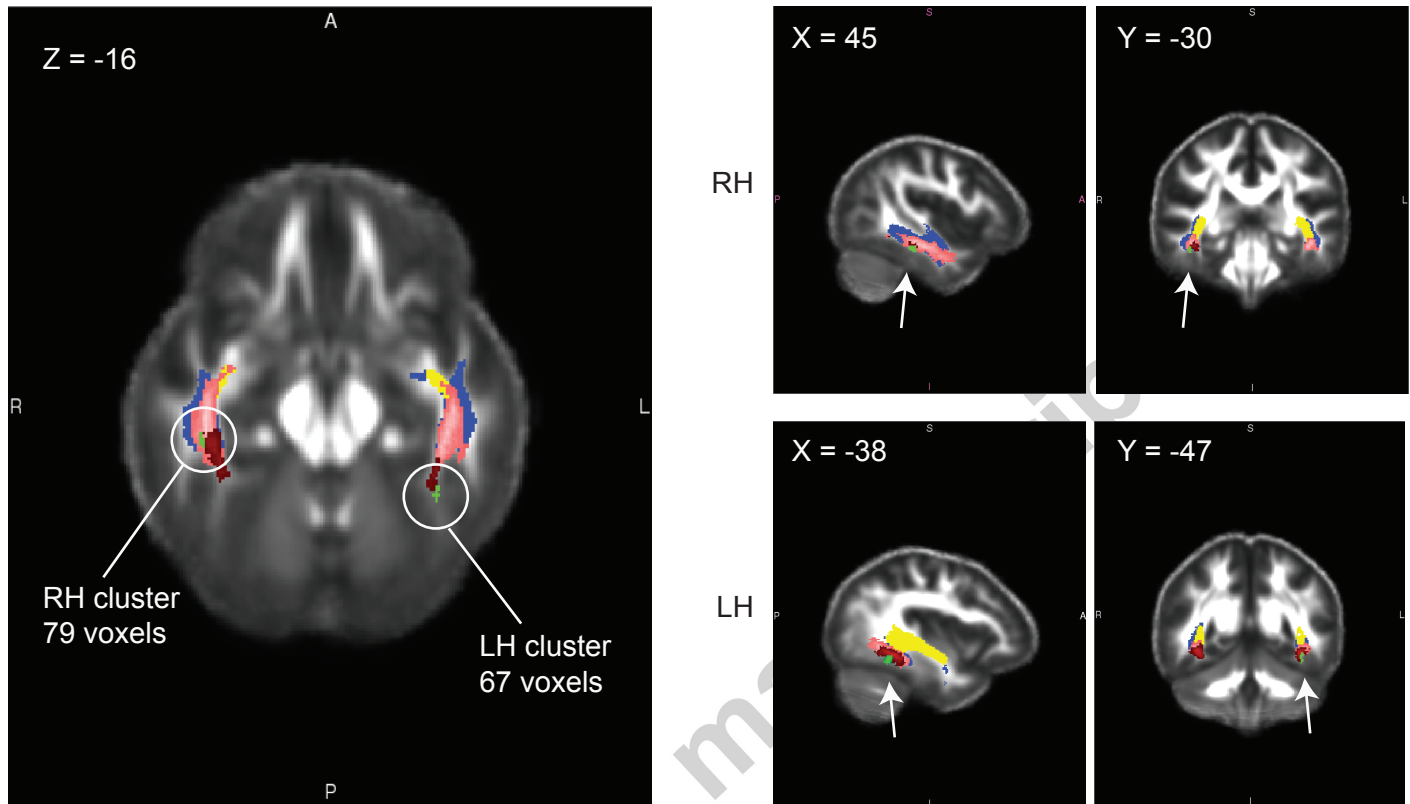 A
Z = -16
R
L
RH cluster
79 voxels
LH cluster
67 voxels
P
RH
S
X = 45
P
A
I
S
Y = -30
R
L
I
LH
S
X = -38
P
A
I
S
Y = -47
R
L
I